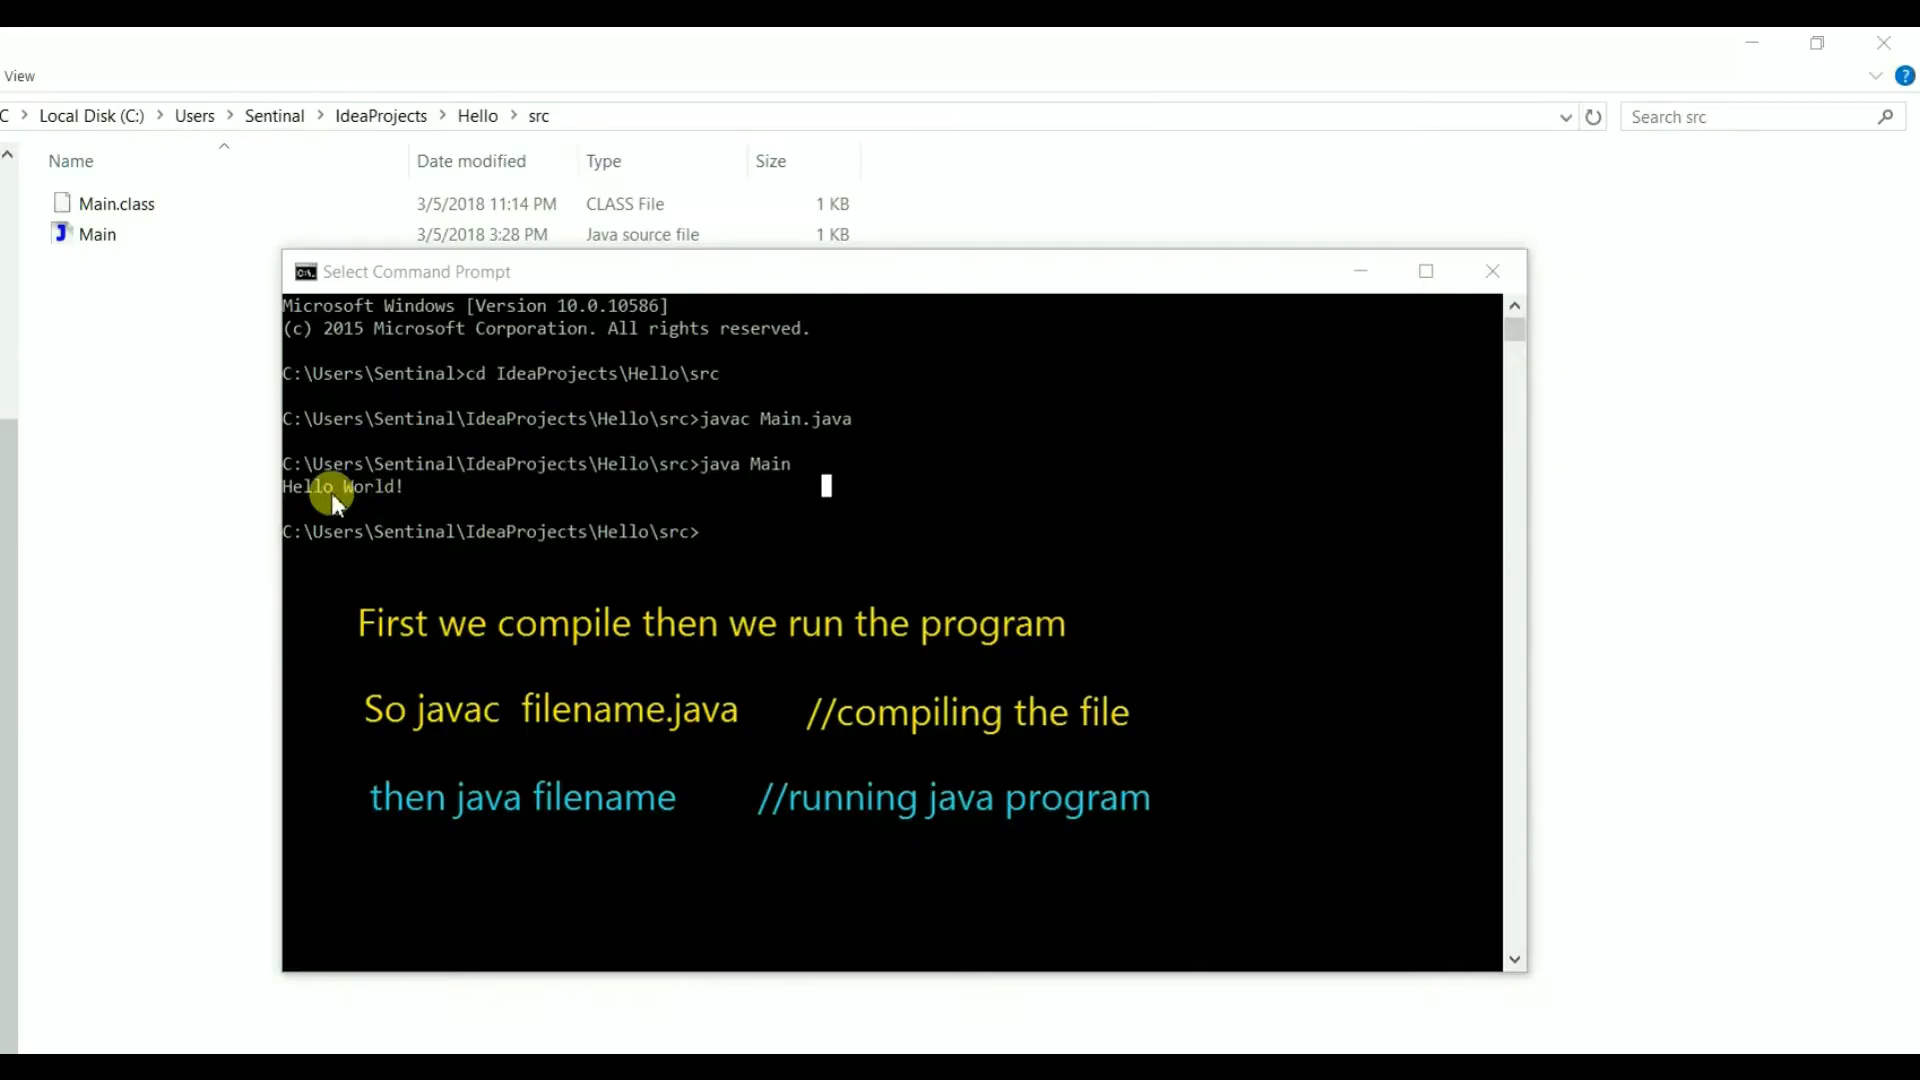 View
C > Local Disk (C:) > Users > Sentinal > IdeaProjects > Hello > src
Search src
Name Date modified Type Size
Main.class 3/5/2018 11:14 PM CLASS File 1 KB
Main 3/5/2018 3:28 PM Java source file 1 KB
Select Command Prompt
Microsoft Windows [Version 10.0.10586]
(c) 2015 Microsoft Corporation. All rights reserved.
C:\Users\Sentinal>cd IdeaProjects\Hello\src
C:\Users\Sentinal\IdeaProjects\Hello\src>javac Main.java
C:\Users\Sentinal\IdeaProjects\Hello\src>java Main
Hello World!
C:\Users\Sentinal\IdeaProjects\Hello\src>
First we compile then we run the program
So javac filename.java //compiling the file
then java filename //running java program